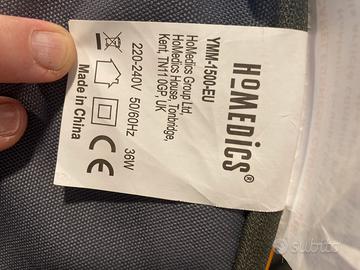 HOMEDICS®
YMM-1500-EU
HoMedics Group Ltd.
HoMedics House, Tonbridge,
Kent, TN11 0GP, UK
220-240V 50/60Hz 36W
Made in China
CE
subito